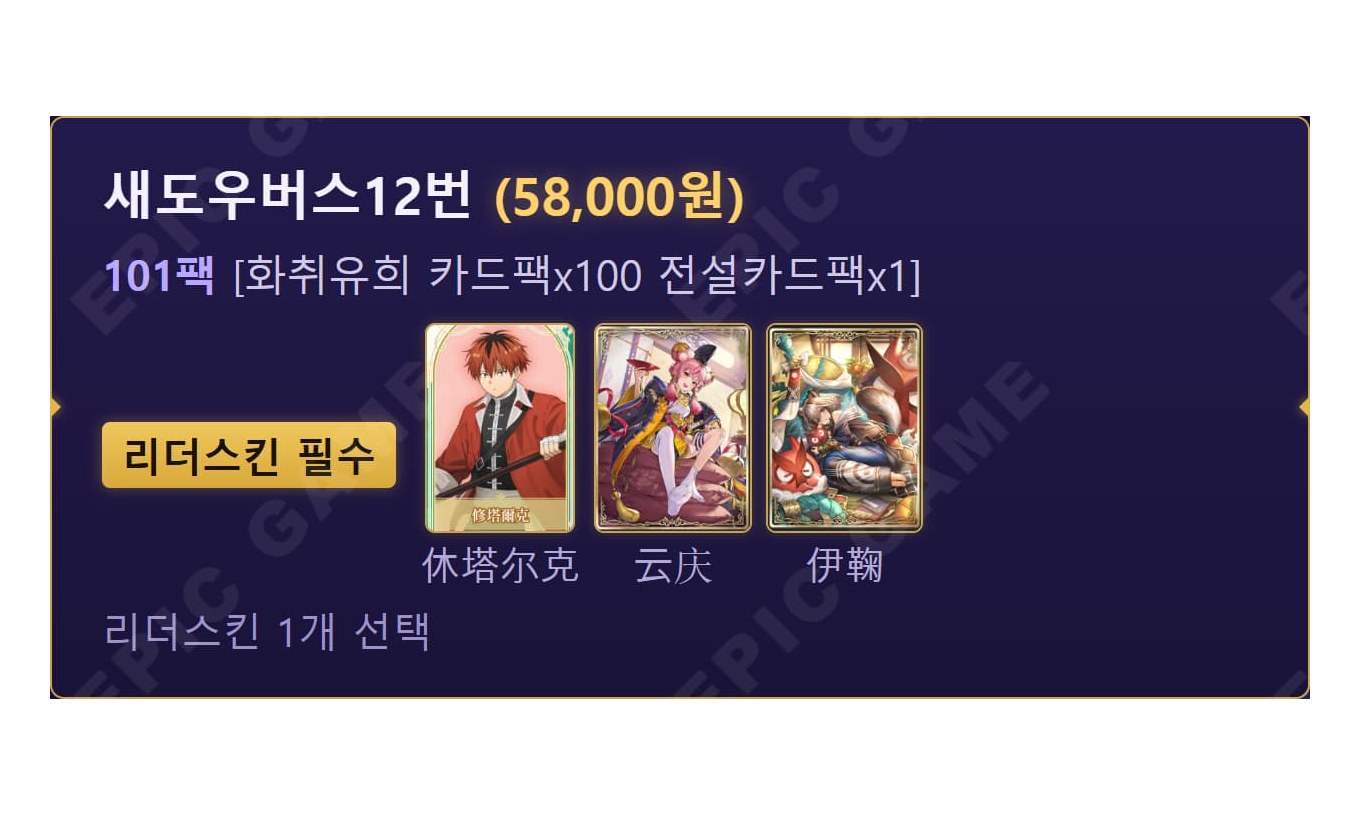 새도우버스12번 (58,000원)
101팩 [화취유희 카드팩x100 전설카드팩x1]
리더스킨 필수
修塔爾克
休塔尔克 云庆 伊鞠
리더스킨 1개 선택
EPIC GAME